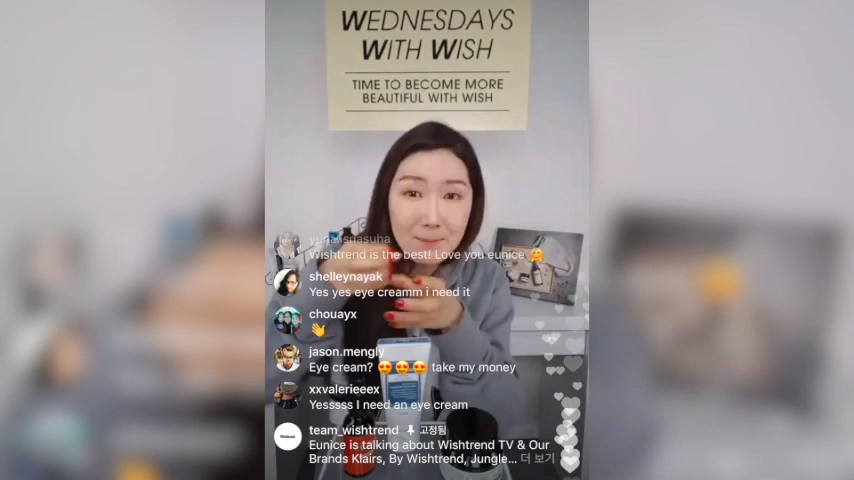 WEDNESDAYS
WITH WISH
TIME TO BECOME MORE
BEAUTIFUL WITH WISH
Wishtrend is the best! Love you eunice 🤗
shelleynayak
Yes yes eye creamm i need it
chouayx
👋
jason.mengly
Eye cream? 😍😍😍 take my money
xxvalerieeex
Yesssss I need an eye cream
Wishtrend.
team_wishtrend 고정됨
Eunice is talking about Wishtrend TV & Our
Brands Klairs, By Wishtrend, Jungle... 더 보기